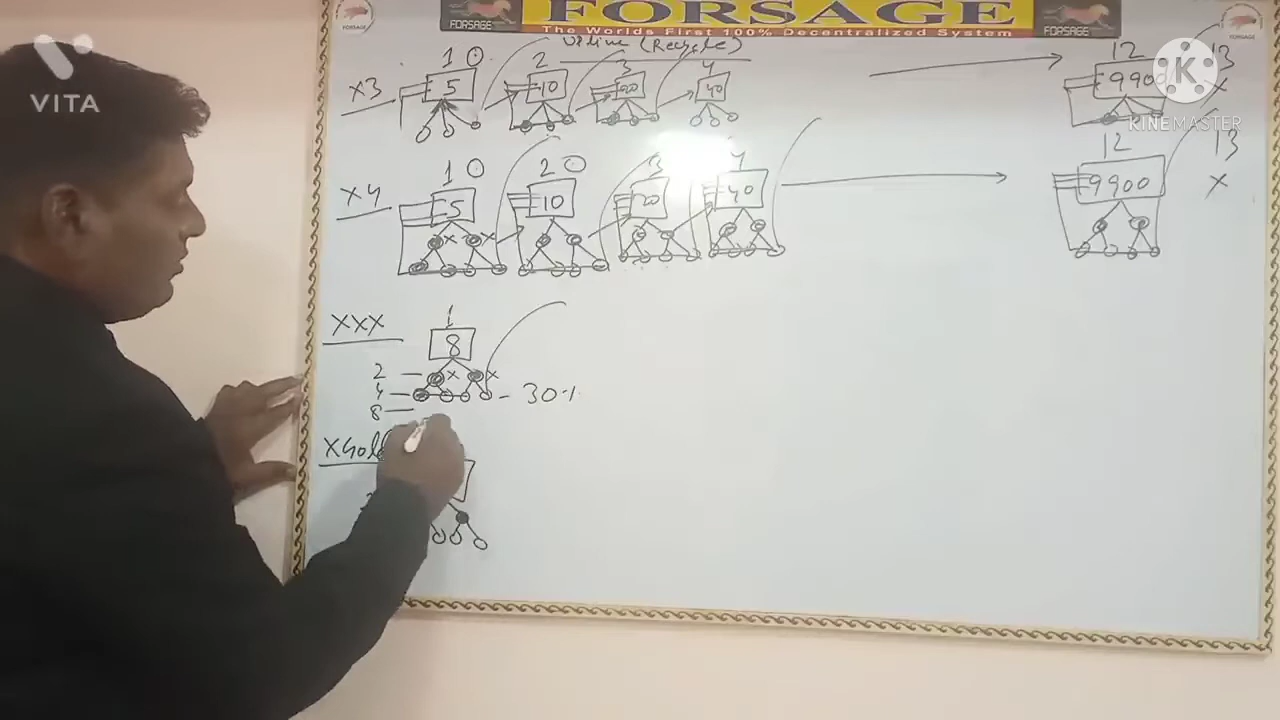 FORSAGE
The Worlds First 100% Decentralized System
FORSAGE
FORSAGE
VITA
K
KINEMASTER
Upline (Recycle)
1 2 3 4 12 13
X3 5 10 20 40 9900 X
1 2 3 4 12 13
X4 5 10 20 40 9900 X
1
XXX 8
2
4 - 30%
8
XGold